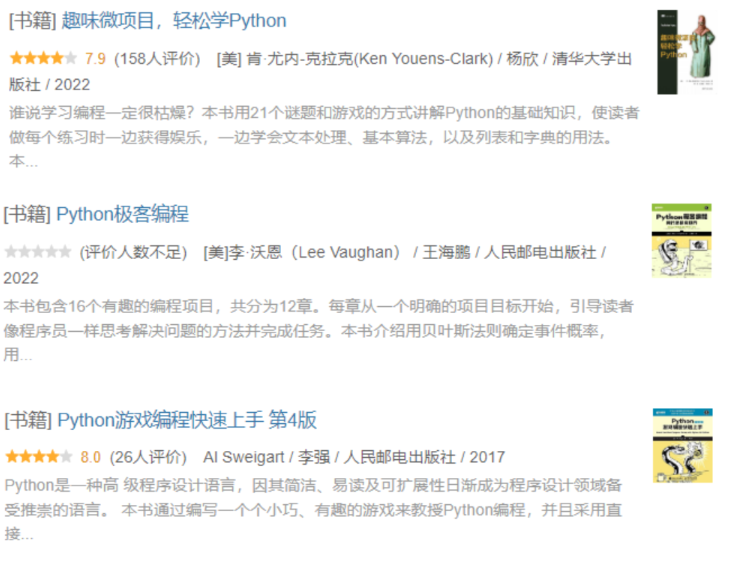 [书籍] 趣味微项目，轻松学Python
7.9 (158人评价) [美] 肯·尤内-克拉克(Ken Youens-Clark) / 杨欣 / 清华大学出
版社 / 2022
谁说学习编程一定很枯燥？本书用21个谜题和游戏的方式讲解Python的基础知识，使读者
做每个练习时一边获得娱乐，一边学会文本处理、基本算法，以及列表和字典的用法。
本...
[书籍] Python极客编程
(评价人数不足) [美]李·沃恩（Lee Vaughan） / 王海鹏 / 人民邮电出版社 /
2022
本书包含16个有趣的编程项目，共分为12章。每章从一个明确的项目目标开始，引导读者
像程序员一样思考解决问题的方法并完成任务。本书介绍用贝叶斯法则确定事件概率，
用...
[书籍] Python游戏编程快速上手 第4版
8.0 (26人评价) Al Sweigart / 李强 / 人民邮电出版社 / 2017
Python是一种高 级程序设计语言，因其简洁、易读及可扩展性日渐成为程序设计领域备
受推崇的语言。 本书通过编写一个个小巧、有趣的游戏来教授Python编程，并且采用直
接...